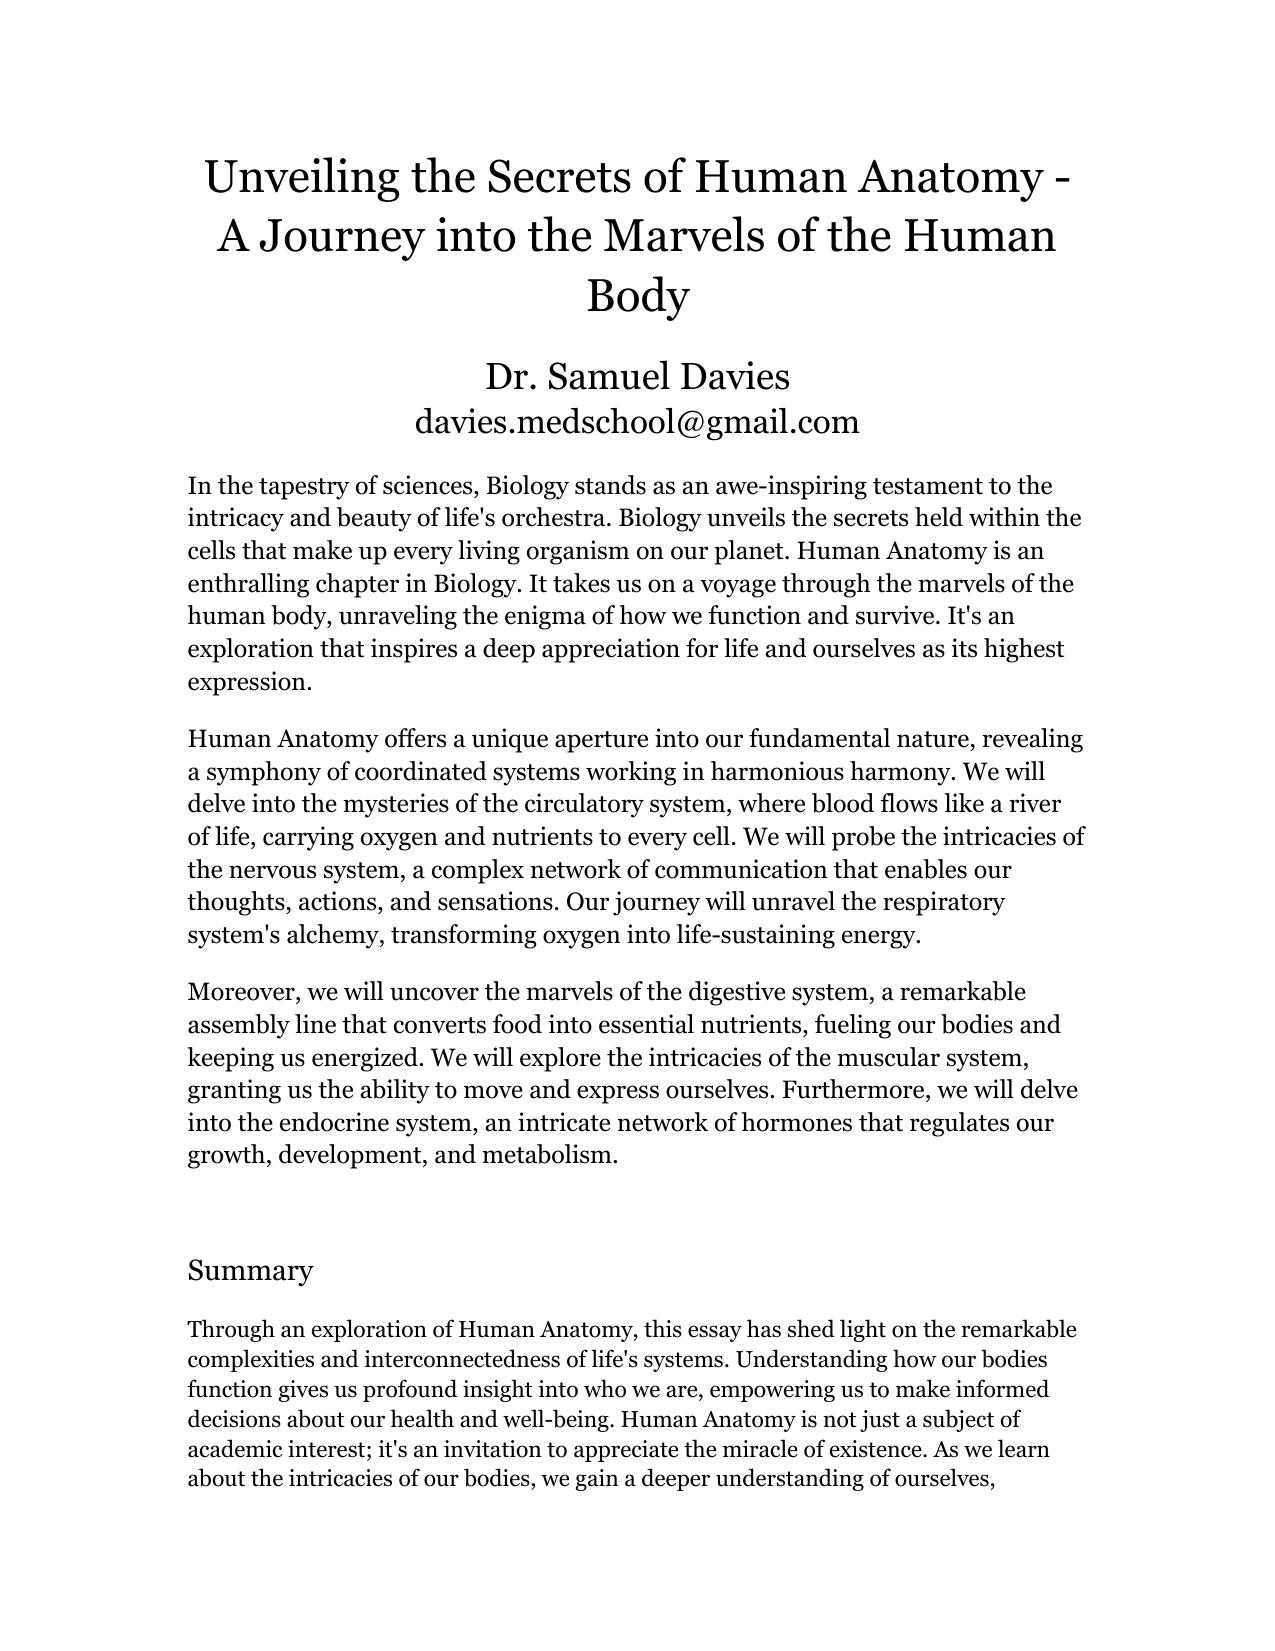 Unveiling the Secrets of Human Anatomy -
A Journey into the Marvels of the Human
Body
Dr. Samuel Davies
davies.medschool@gmail.com
In the tapestry of sciences, Biology stands as an awe-inspiring testament to the
intricacy and beauty of life's orchestra. Biology unveils the secrets held within the
cells that make up every living organism on our planet. Human Anatomy is an
enthralling chapter in Biology. It takes us on a voyage through the marvels of the
human body, unraveling the enigma of how we function and survive. It's an
exploration that inspires a deep appreciation for life and ourselves as its highest
expression.
Human Anatomy offers a unique aperture into our fundamental nature, revealing
a symphony of coordinated systems working in harmonious harmony. We will
delve into the mysteries of the circulatory system, where blood flows like a river
of life, carrying oxygen and nutrients to every cell. We will probe the intricacies of
the nervous system, a complex network of communication that enables our
thoughts, actions, and sensations. Our journey will unravel the respiratory
system's alchemy, transforming oxygen into life-sustaining energy.
Moreover, we will uncover the marvels of the digestive system, a remarkable
assembly line that converts food into essential nutrients, fueling our bodies and
keeping us energized. We will explore the intricacies of the muscular system,
granting us the ability to move and express ourselves. Furthermore, we will delve
into the endocrine system, an intricate network of hormones that regulates our
growth, development, and metabolism.
Summary
Through an exploration of Human Anatomy, this essay has shed light on the remarkable
complexities and interconnectedness of life's systems. Understanding how our bodies
function gives us profound insight into who we are, empowering us to make informed
decisions about our health and well-being. Human Anatomy is not just a subject of
academic interest; it's an invitation to appreciate the miracle of existence. As we learn
about the intricacies of our bodies, we gain a deeper understanding of ourselves,